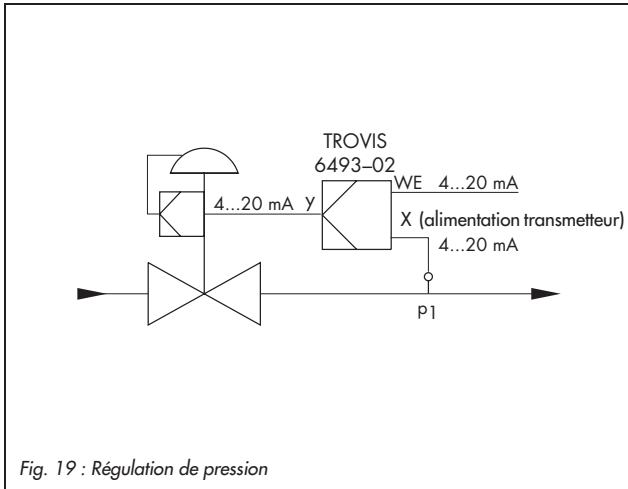 TROVIS
6493–02
WE 4...20 mA
4...20 mA y
X (alimentation transmetteur)
4...20 mA
p1
Fig. 19 : Régulation de pression